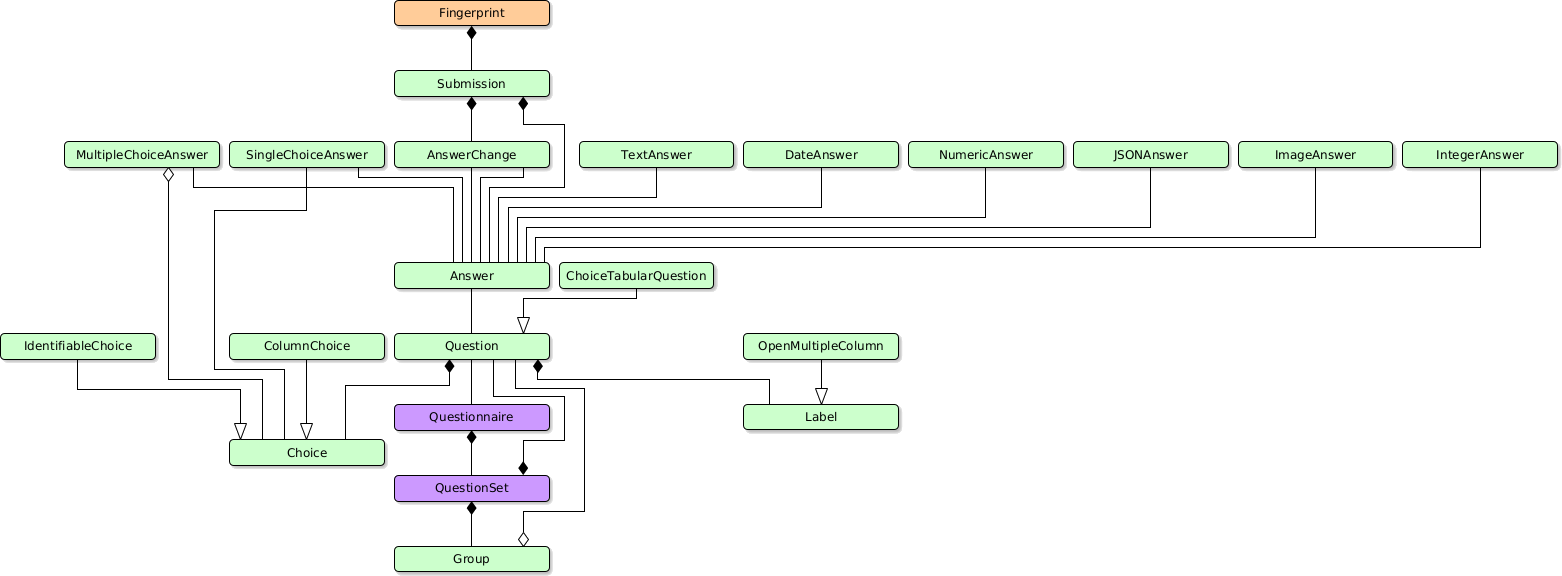 Fingerprint
Submission
MultipleChoiceAnswer
SingleChoiceAnswer
AnswerChange
TextAnswer
DateAnswer
NumericAnswer
JSONAnswer
ImageAnswer
IntegerAnswer
Answer
ChoiceTabularQuestion
IdentifiableChoice
ColumnChoice
Question
OpenMultipleColumn
Questionnaire
Label
Choice
QuestionSet
Group